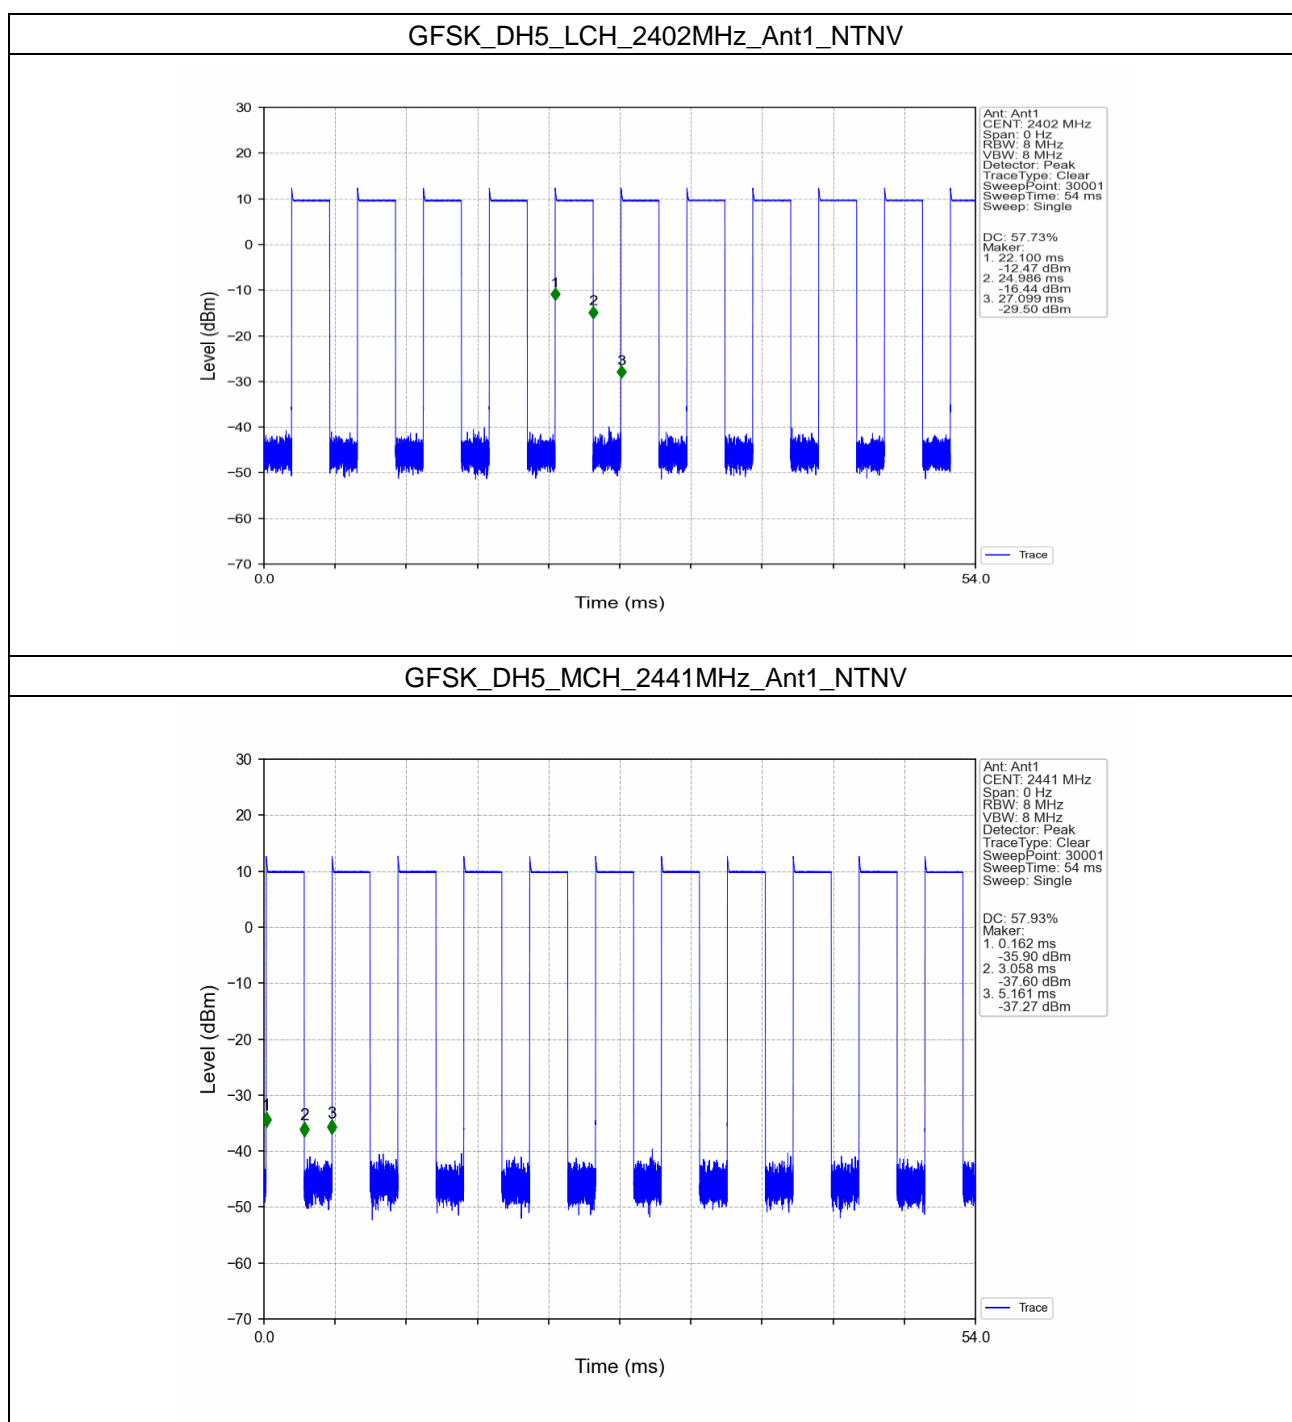 GFSK_DH5_LCH_2402MHz_Ant1_NTNV
30
20
10
0
−10
−20
−30
−40
−50
−60
−70
Level (dBm)
0.0
54.0
Time (ms)
1
2
3
Ant: Ant1
CENT: 2402 MHz
Span: 0 Hz
RBW: 8 MHz
VBW: 8 MHz
Detector: Peak
TraceType: Clear
SweepPoint: 30001
SweepTime: 54 ms
Sweep: Single
DC: 57.73%
Maker:
1. 22.100 ms
-12.47 dBm
2. 24.986 ms
-16.44 dBm
3. 27.099 ms
-29.50 dBm
Trace
GFSK_DH5_MCH_2441MHz_Ant1_NTNV
30
20
10
0
−10
−20
−30
−40
−50
−60
−70
Level (dBm)
0.0
54.0
Time (ms)
1
2
3
Ant: Ant1
CENT: 2441 MHz
Span: 0 Hz
RBW: 8 MHz
VBW: 8 MHz
Detector: Peak
TraceType: Clear
SweepPoint: 30001
SweepTime: 54 ms
Sweep: Single
DC: 57.93%
Maker:
1. 0.162 ms
-35.90 dBm
2. 3.058 ms
-37.60 dBm
3. 5.161 ms
-37.27 dBm
Trace